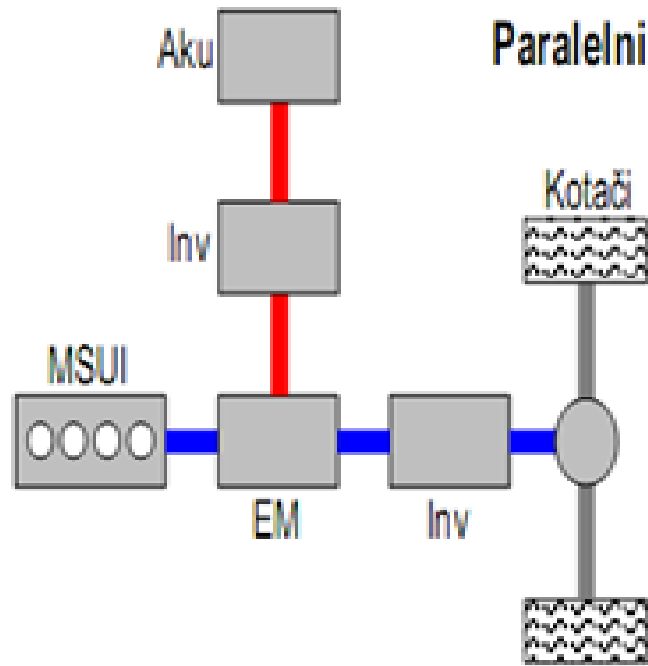 Paralelni
Aku
Kotači
Inv
MSUI
EM
Inv